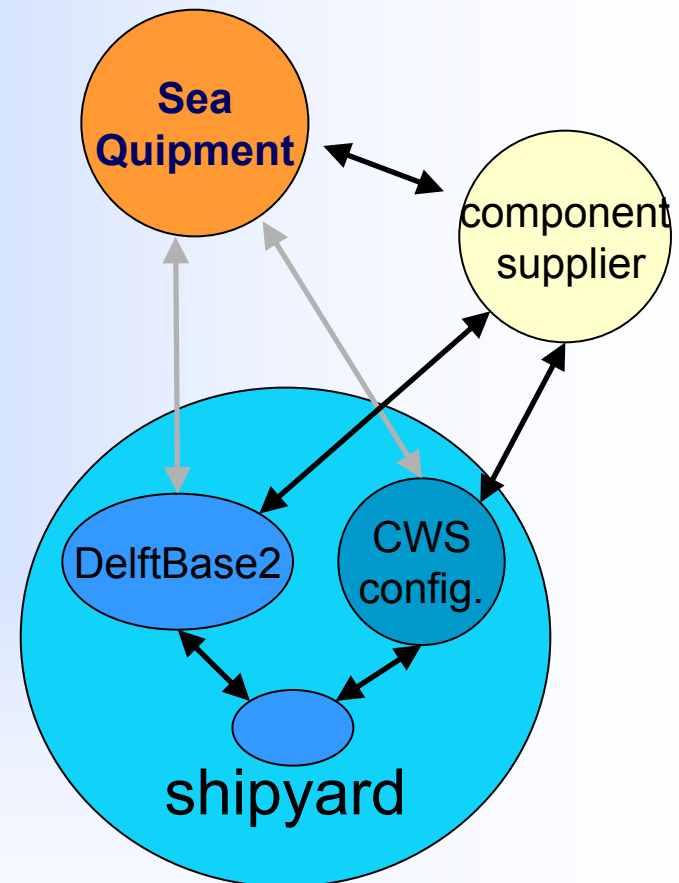 Sea
Quipment
component
supplier
DelftBase2
CWS
config.
shipyard